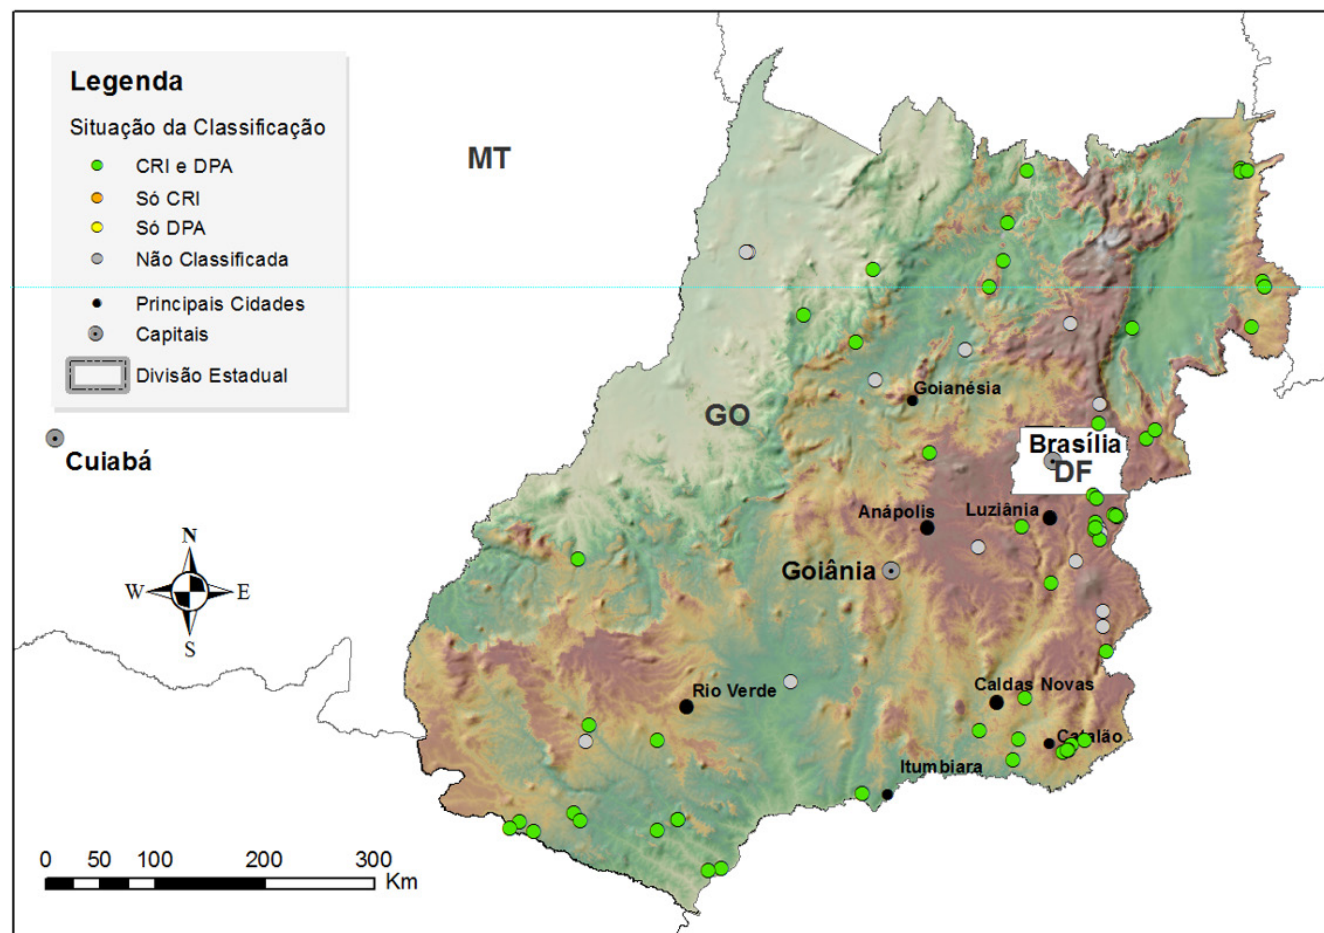 Legenda
Situação da Classificação
CRI e DPA
Só CRI
Só DPA
Não Classificada
Principais Cidades
Capitais
Divisão Estadual
MT
GO
Goianésia
Cuiabá
Brasília
DF
Anápolis
Luziânia
Goiânia
N
W
E
S
Rio Verde
Caldas Novas
Catalão
Itumbiara
0 50 100 200 300
Km